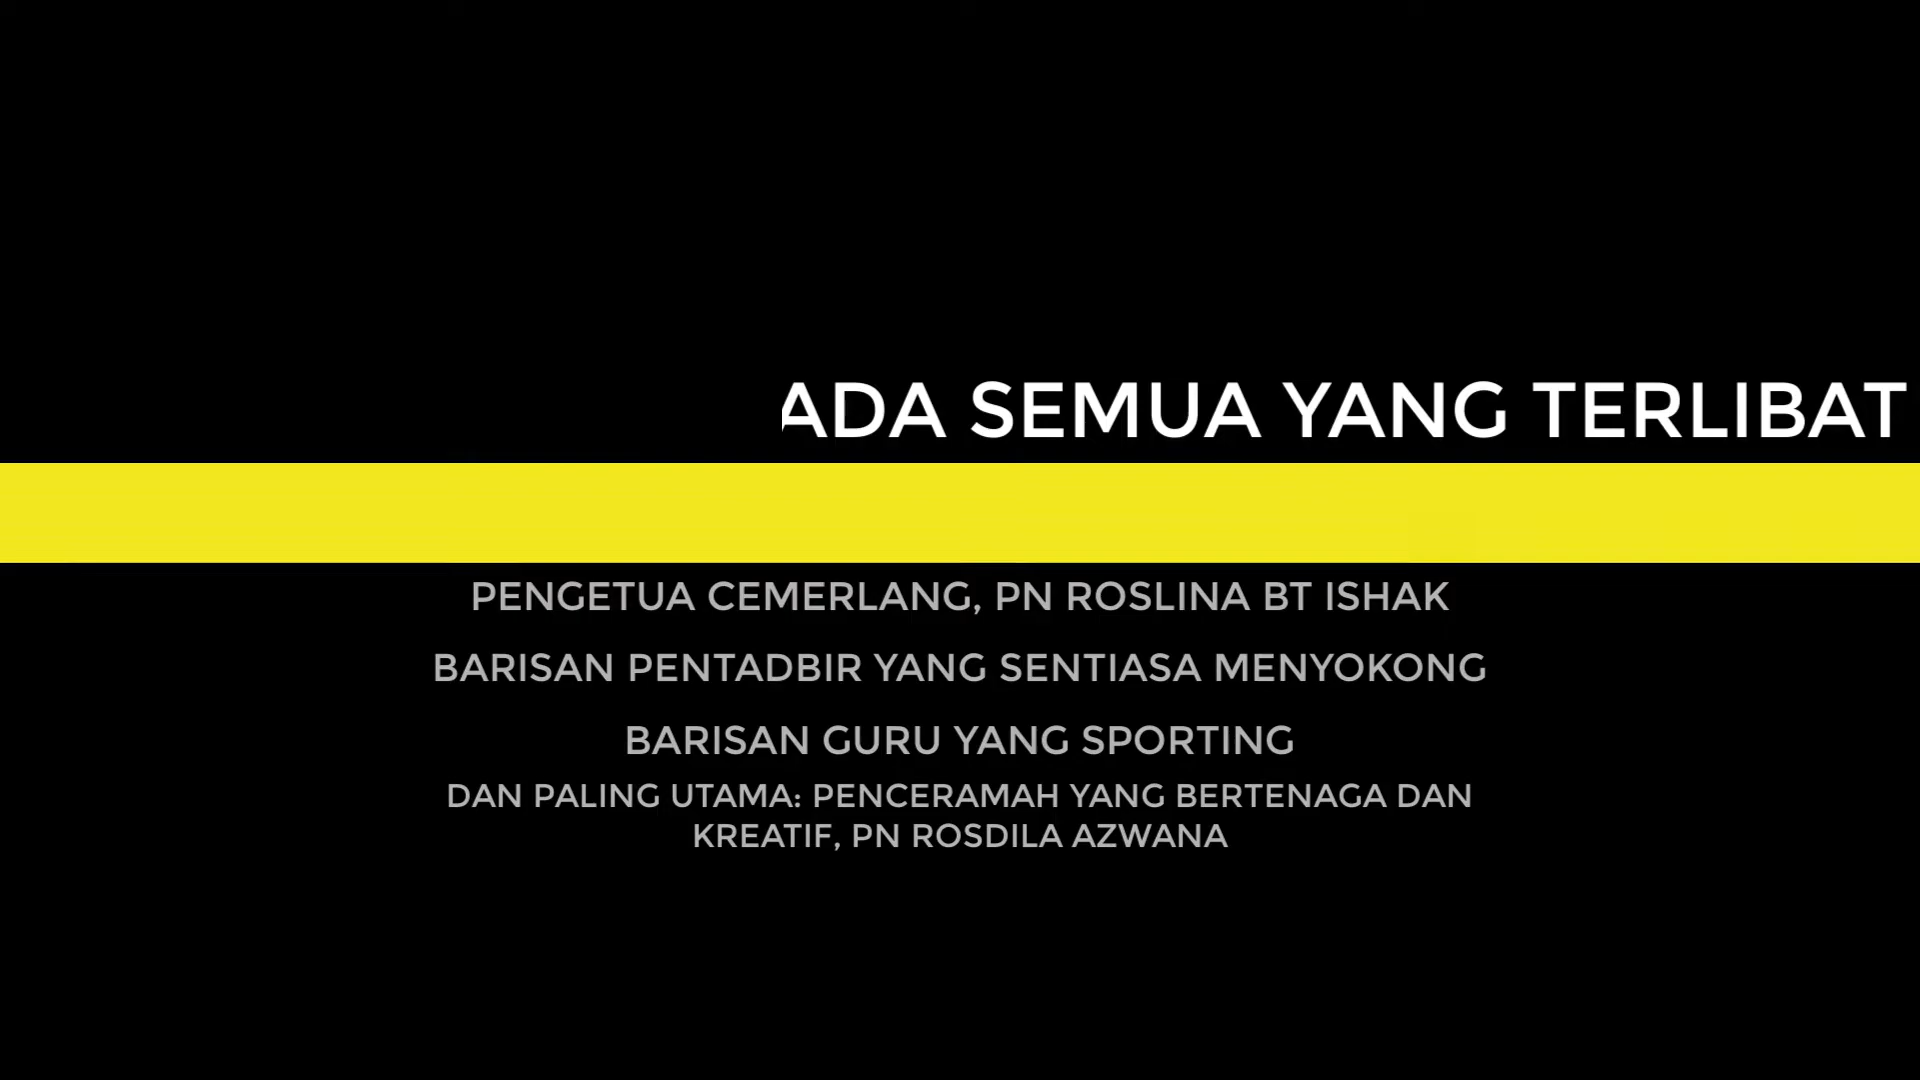 ADA SEMUA YANG TERLIBAT
PENGETUA CEMERLANG, PN ROSLINA BT ISHAK
BARISAN PENTADBIR YANG SENTIASA MENYOKONG
BARISAN GURU YANG SPORTING
DAN PALING UTAMA: PENCERAMAH YANG BERTENAGA DAN
KREATIF, PN ROSDILA AZWANA